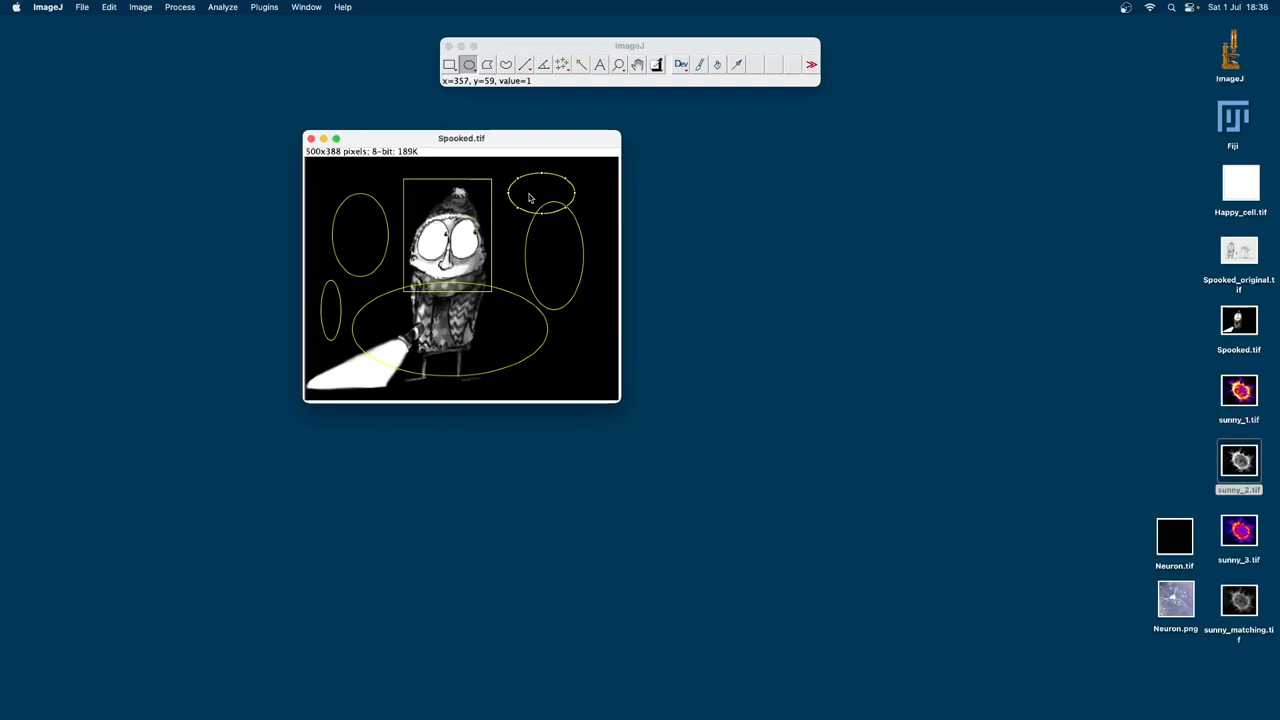 ImageJ File Edit Image Process Analyze Plugins Window Help Sat 1 Jul 18:38
ImageJ
Dev
x=357, y=59, value=1
Spooked.tif
500x388 pixels; 8-bit; 189K
ImageJ
Fiji
Happy_cell.tif
Spooked_original.t
if
Spooked.tif
sunny_1.tif
sunny_2.tif
Neuron.tif
sunny_3.tif
Neuron.png
sunny_matching.ti
f